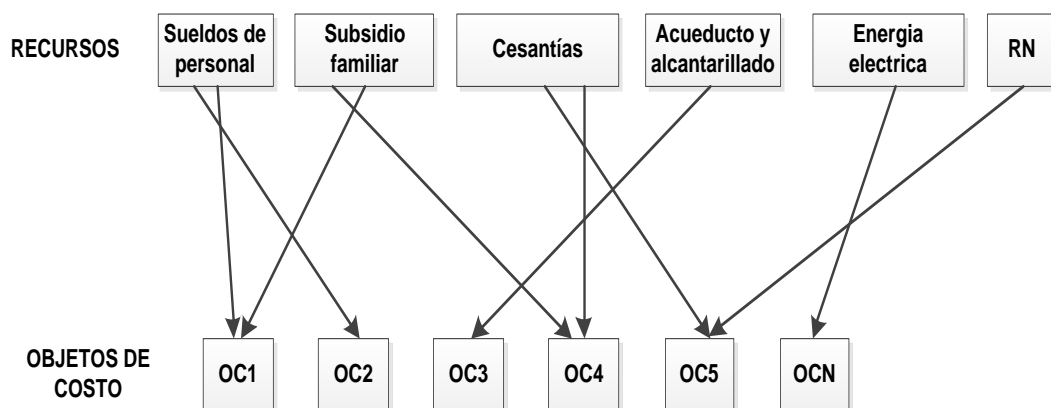 RECURSOS
Sueldos de
personal
Subsidio
familiar
Cesantías
Acueducto y
alcantarillado
Energia
electrica
RN
OBJETOS DE
COSTO
OC1
OC2
OC3
OC4
OC5
OCN